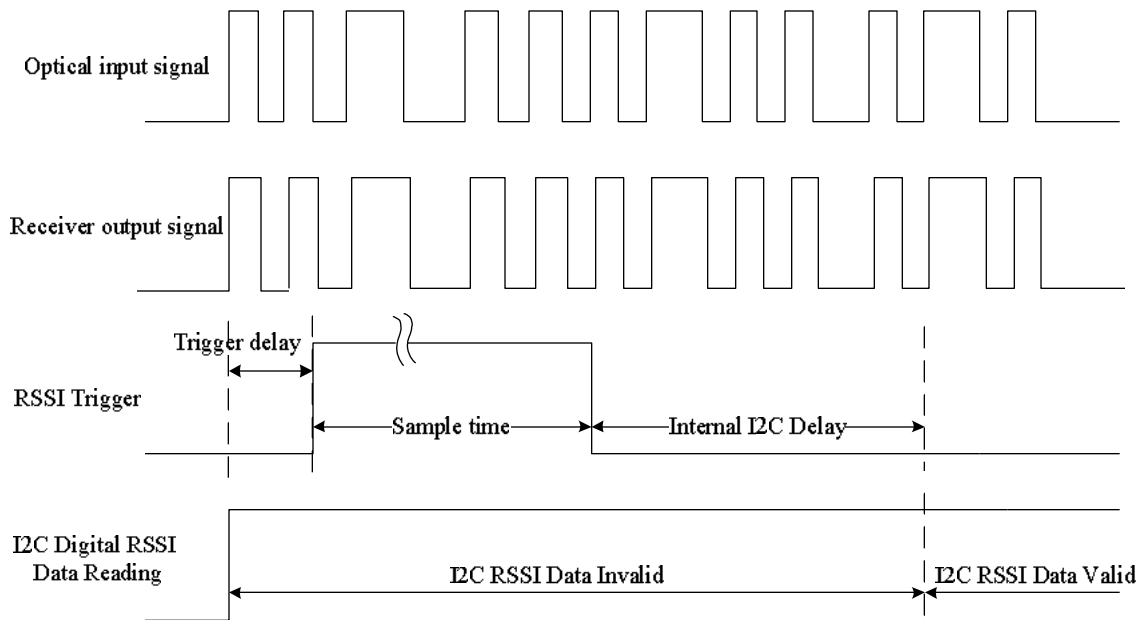 Optical input signal
Receiver output signal
Trigger delay
RSSI Trigger
Sample time
Internal I2C Delay
I2C Digital RSSI
Data Reading
I2C RSSI Data Invalid
I2C RSSI Data Valid